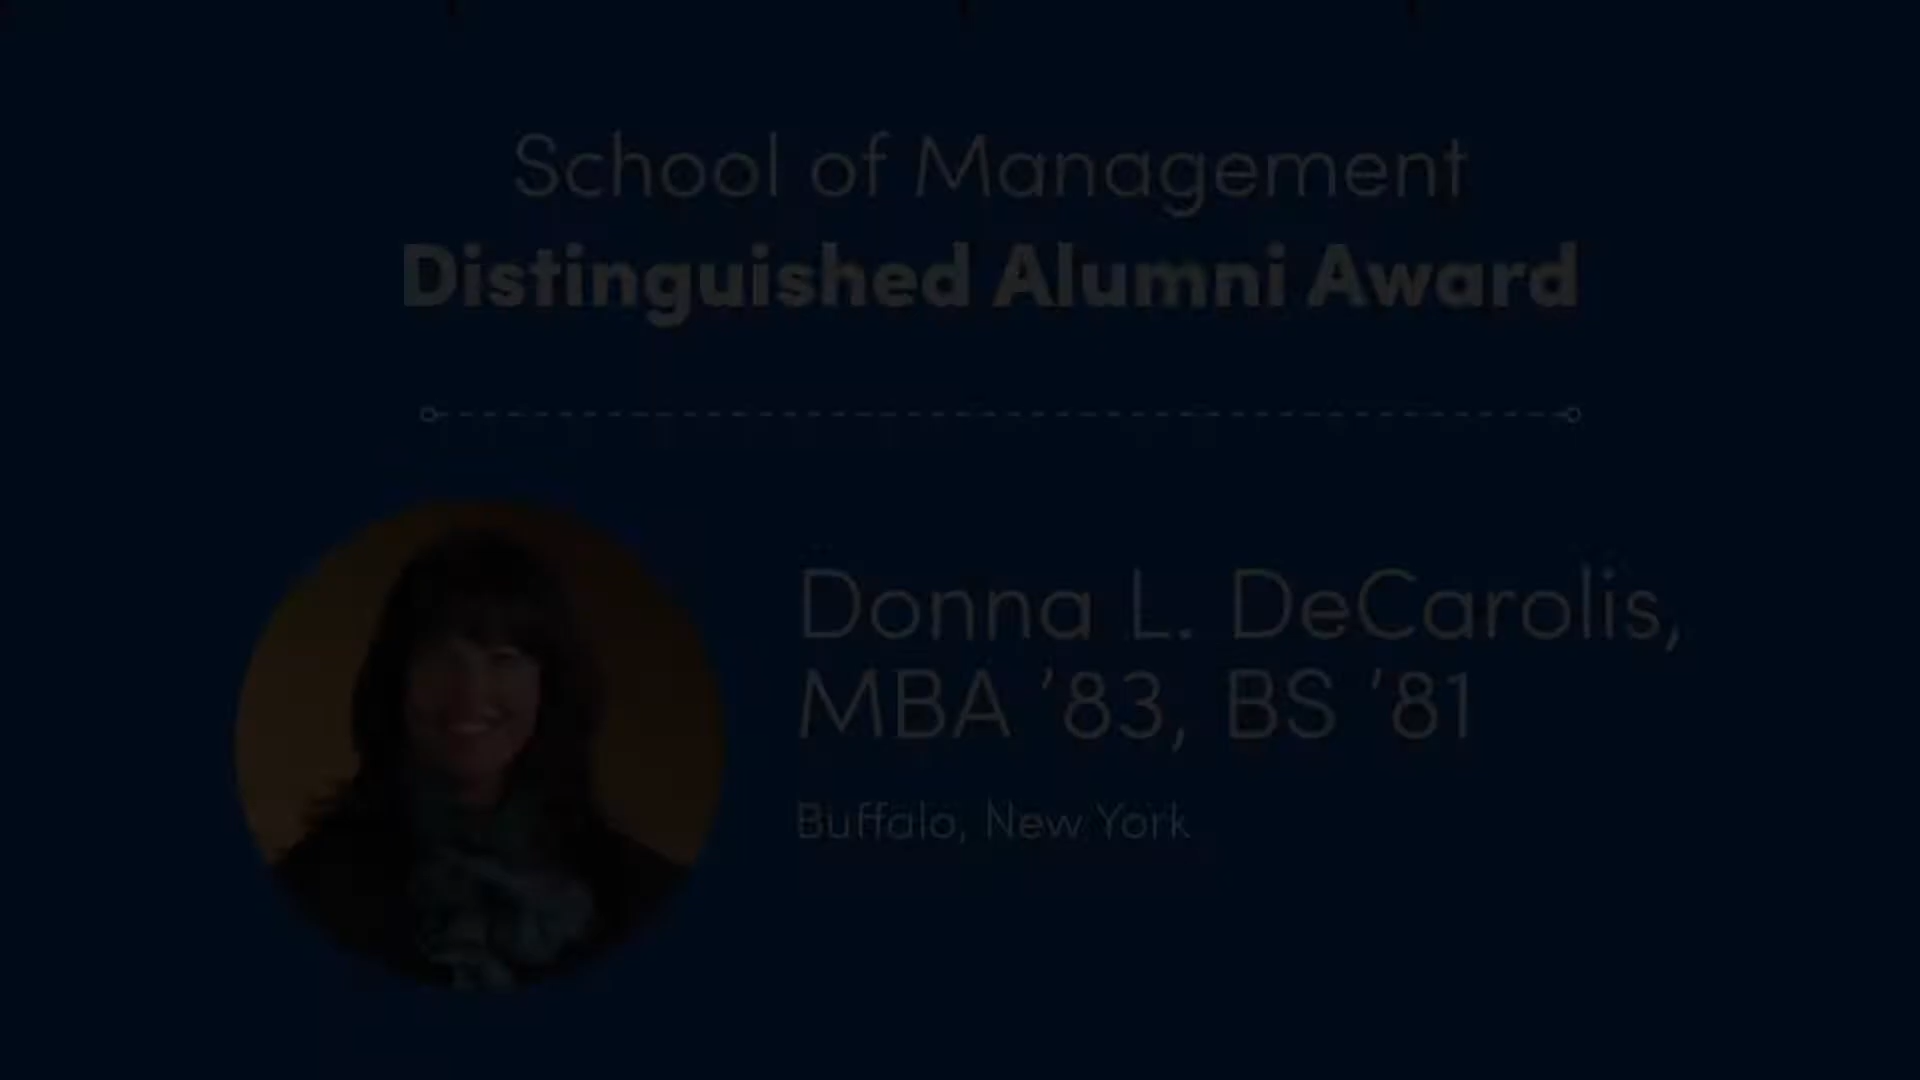 School of Management
Distinguished Alumni Award
Donna L. DeCarolis,
MBA ’83, BS ’81
Buffalo, New York